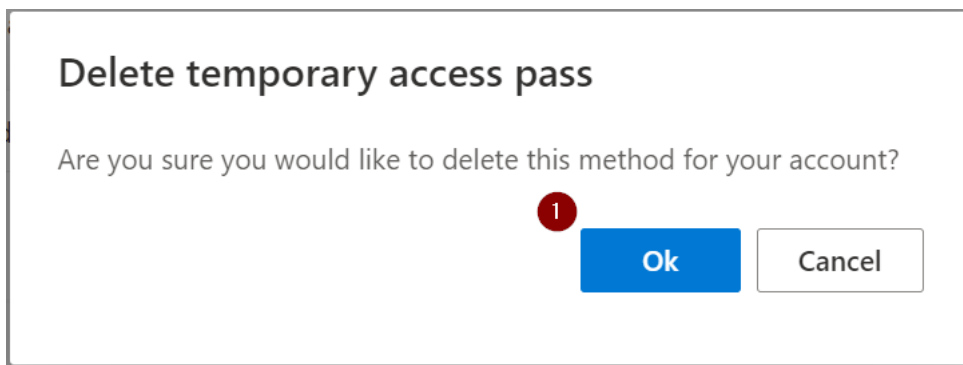 Delete temporary access pass
Are you sure you would like to delete this method for your account?
1
Ok Cancel